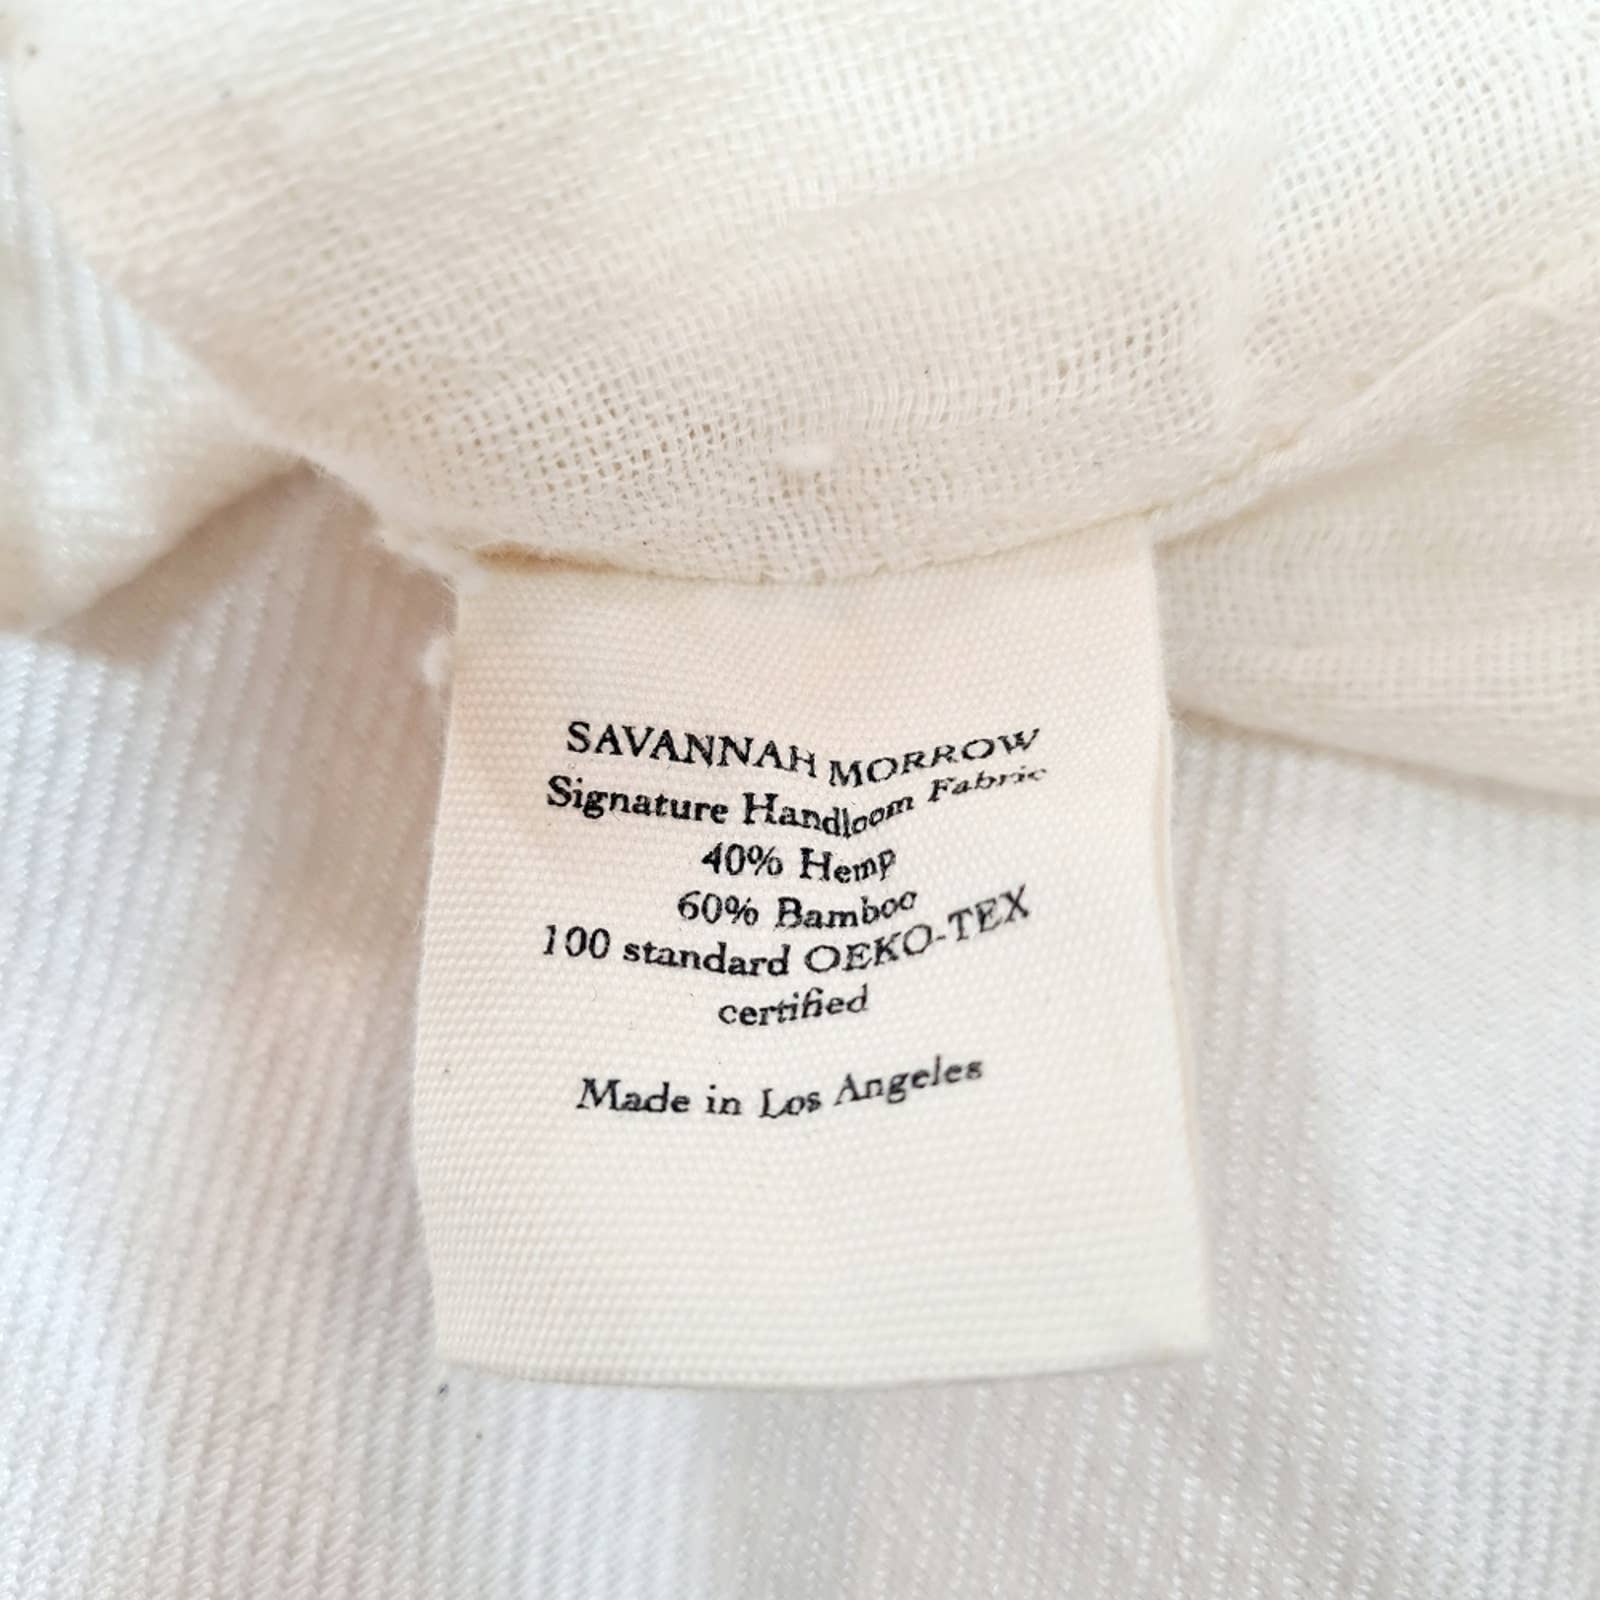 SAVANNAH MORROW
Signature Handloom Fabric
40% Hemp
60% Bamboo
100 standard OEKO-TEX
certified
Made in Los Angeles